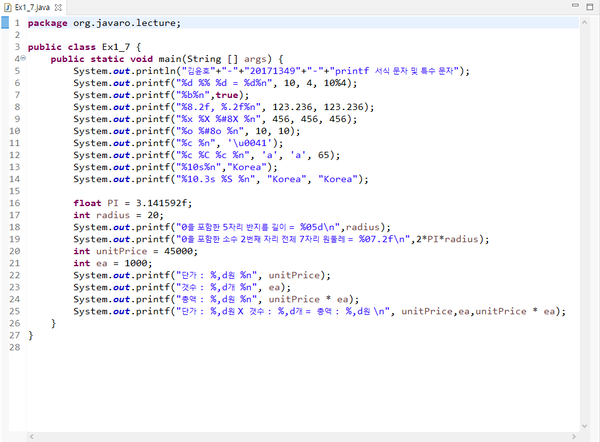 Ex1_7.java
1 package org.javaro.lecture;
2
3 public class Ex1_7 {
4 public static void main(String [] args) {
5 System.out.println("김윤호"+"-"+"20171349"+"-"+"printf 서식 문자 및 특수 문자");
6 System.out.printf("%d %% %d = %d%n", 10, 4, 10%4);
7 System.out.printf("%b%n",true);
8 System.out.printf("%8.2f, %.2f%n", 123.236, 123.236);
9 System.out.printf("%x %X %#8X %n", 456, 456, 456);
10 System.out.printf("%o %#8o %n", 10, 10);
11 System.out.printf("%c %n", '\u0041');
12 System.out.printf("%c %C %c %n", 'a', 'a', 65);
13 System.out.printf("%10s%n","Korea");
14 System.out.printf("%10.3s %S %n", "Korea", "Korea");
15
16 float PI = 3.141592f;
17 int radius = 20;
18 System.out.printf("0을 포함한 5자리 반지름 길이 = %05d\n",radius);
19 System.out.printf("0을 포함한 소수 2번째 자리 전체 7자리 원둘레 = %07.2f\n",2*PI*radius);
20 int unitPrice = 45000;
21 int ea = 1000;
22 System.out.printf("단가 : %,d원 %n", unitPrice);
23 System.out.printf("갯수 : %,d개 %n", ea);
24 System.out.printf("총액 : %,d원 %n", unitPrice * ea);
25 System.out.printf("단가 : %,d원 X 갯수 : %,d개 = 총액 : %,d원 \n", unitPrice,ea,unitPrice * ea);
26 }
27 }
28